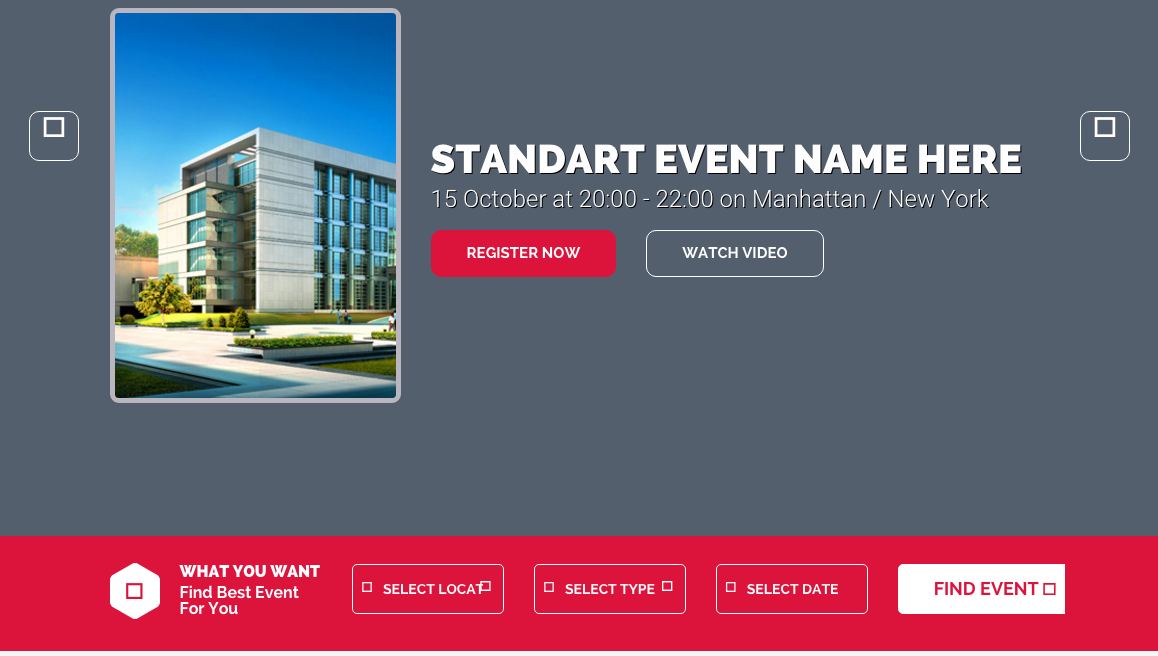 STANDART EVENT NAME HERE
15 October at 20:00 - 22:00 on Manhattan / New York
REGISTER NOW
WATCH VIDEO
WHAT YOU WANT
Find Best Event
For You
SELECT LOCAT
SELECT TYPE
SELECT DATE
FIND EVENT